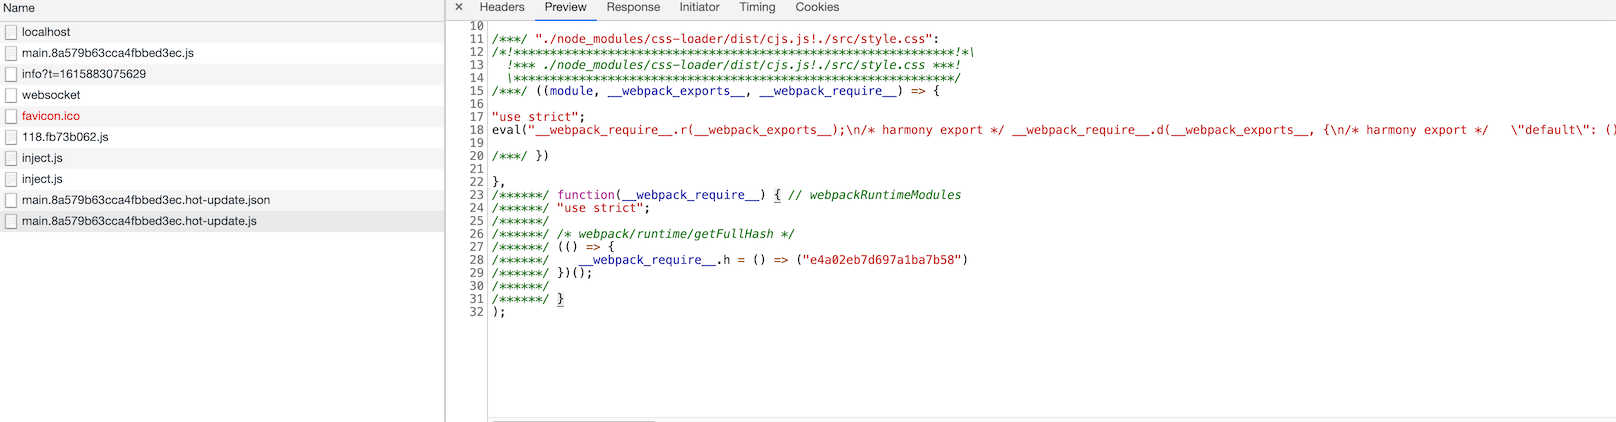 Name
localhost
main.8a579b63cca4fbbed3ec.js
info?t=1615883075629
websocket
favicon.ico
118.fb73b062.js
inject.js
inject.js
main.8a579b63cca4fbbed3ec.hot-update.json
main.8a579b63cca4fbbed3ec.hot-update.js
× Headers Preview Response Initiator Timing Cookies
10
11 /***/ "./node_modules/css-loader/dist/cjs.js!./src/style.css":
12 /*!*************************************************************!*\
13   !*** ./node_modules/css-loader/dist/cjs.js!./src/style.css ***!
14   \*************************************************************/
15 /***/ ((module, __webpack_exports__, __webpack_require__) => {
16
17 "use strict";
18 eval("__webpack_require__.r(__webpack_exports__);\n/* harmony export */ __webpack_require__.d(__webpack_exports__, {\n/* harmony export */   \"default\": ()
19
20 /***/ })
21
22 },
23 /******/ function(__webpack_require__) { // webpackRuntimeModules
24 /******/ "use strict";
25 /******/
26 /******/ /* webpack/runtime/getFullHash */
27 /******/ (() => {
28 /******/    __webpack_require__.h = () => ("e4a02eb7d697a1ba7b58")
29 /******/ })();
30 /******/
31 /******/ }
32 );